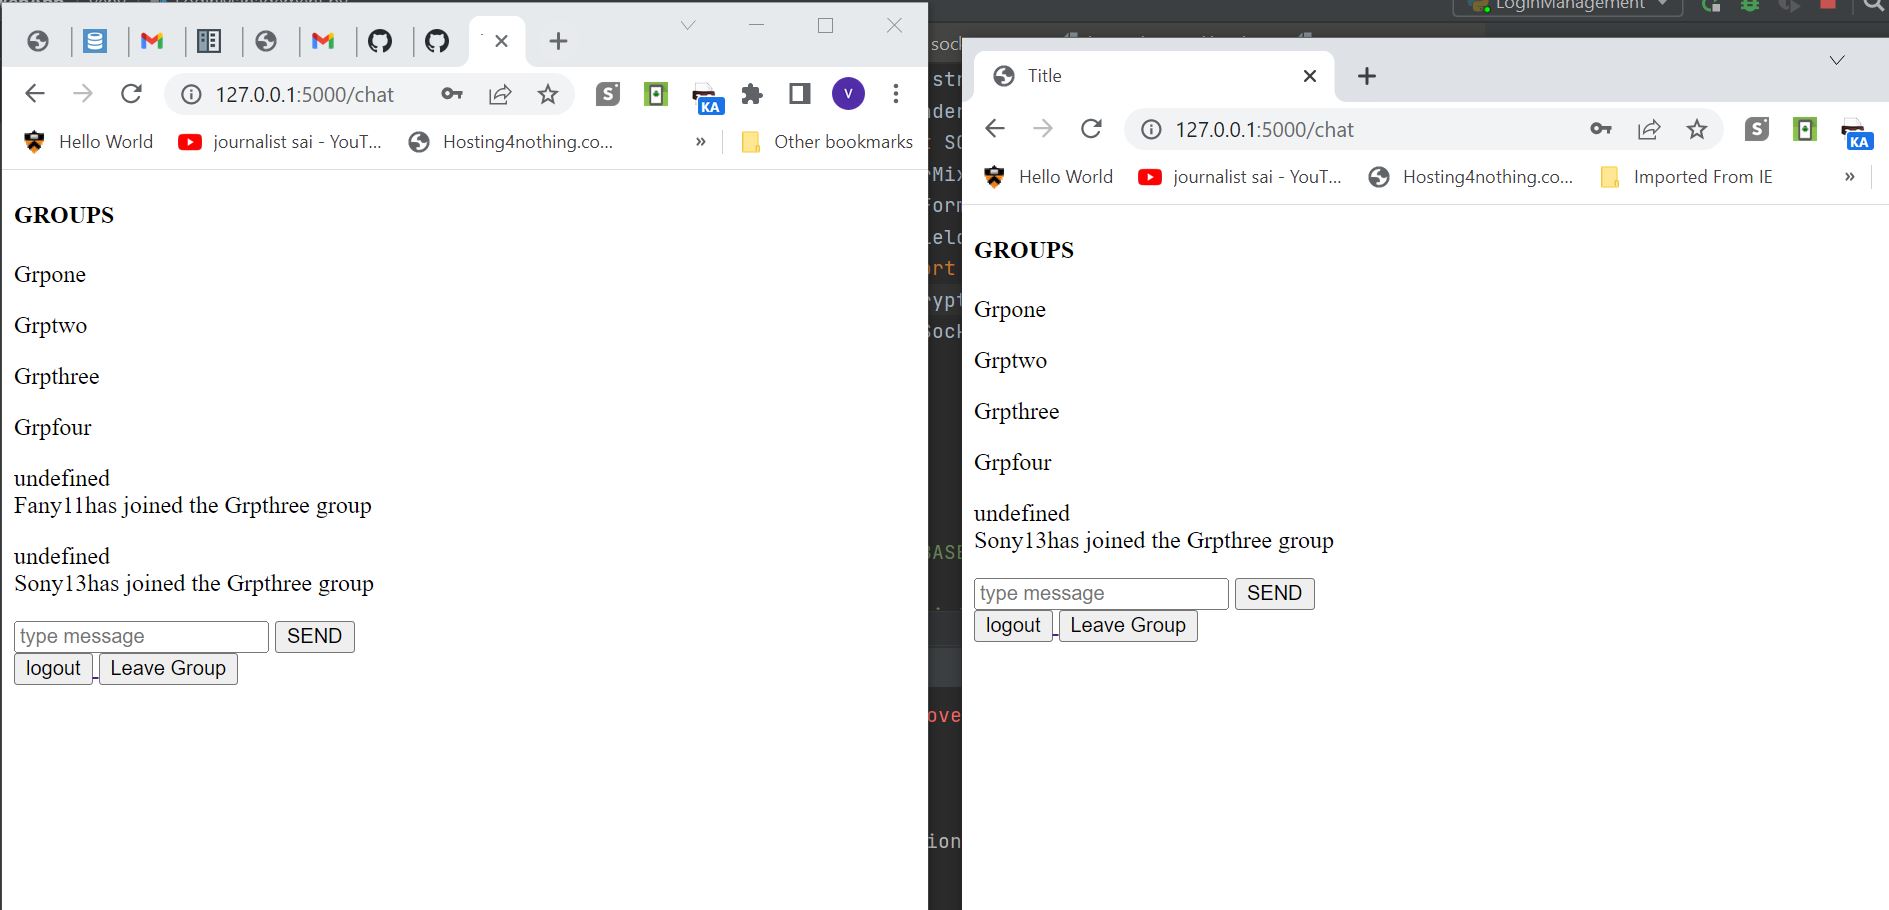 LoginManagement
127.0.0.1:5000/chat
KA
V
Hello World
journalist sai - YouT...
Hosting4nothing.co...
»
Other bookmarks
GROUPS
Grpone
Grptwo
Grpthree
Grpfour
undefined
Fany11has joined the Grpthree group
undefined
Sony13has joined the Grpthree group
type message
SEND
logout
Leave Group
Title
127.0.0.1:5000/chat
KA
Hello World
journalist sai - YouT...
Hosting4nothing.co...
Imported From IE
»
GROUPS
Grpone
Grptwo
Grpthree
Grpfour
undefined
Sony13has joined the Grpthree group
type message
SEND
logout
Leave Group